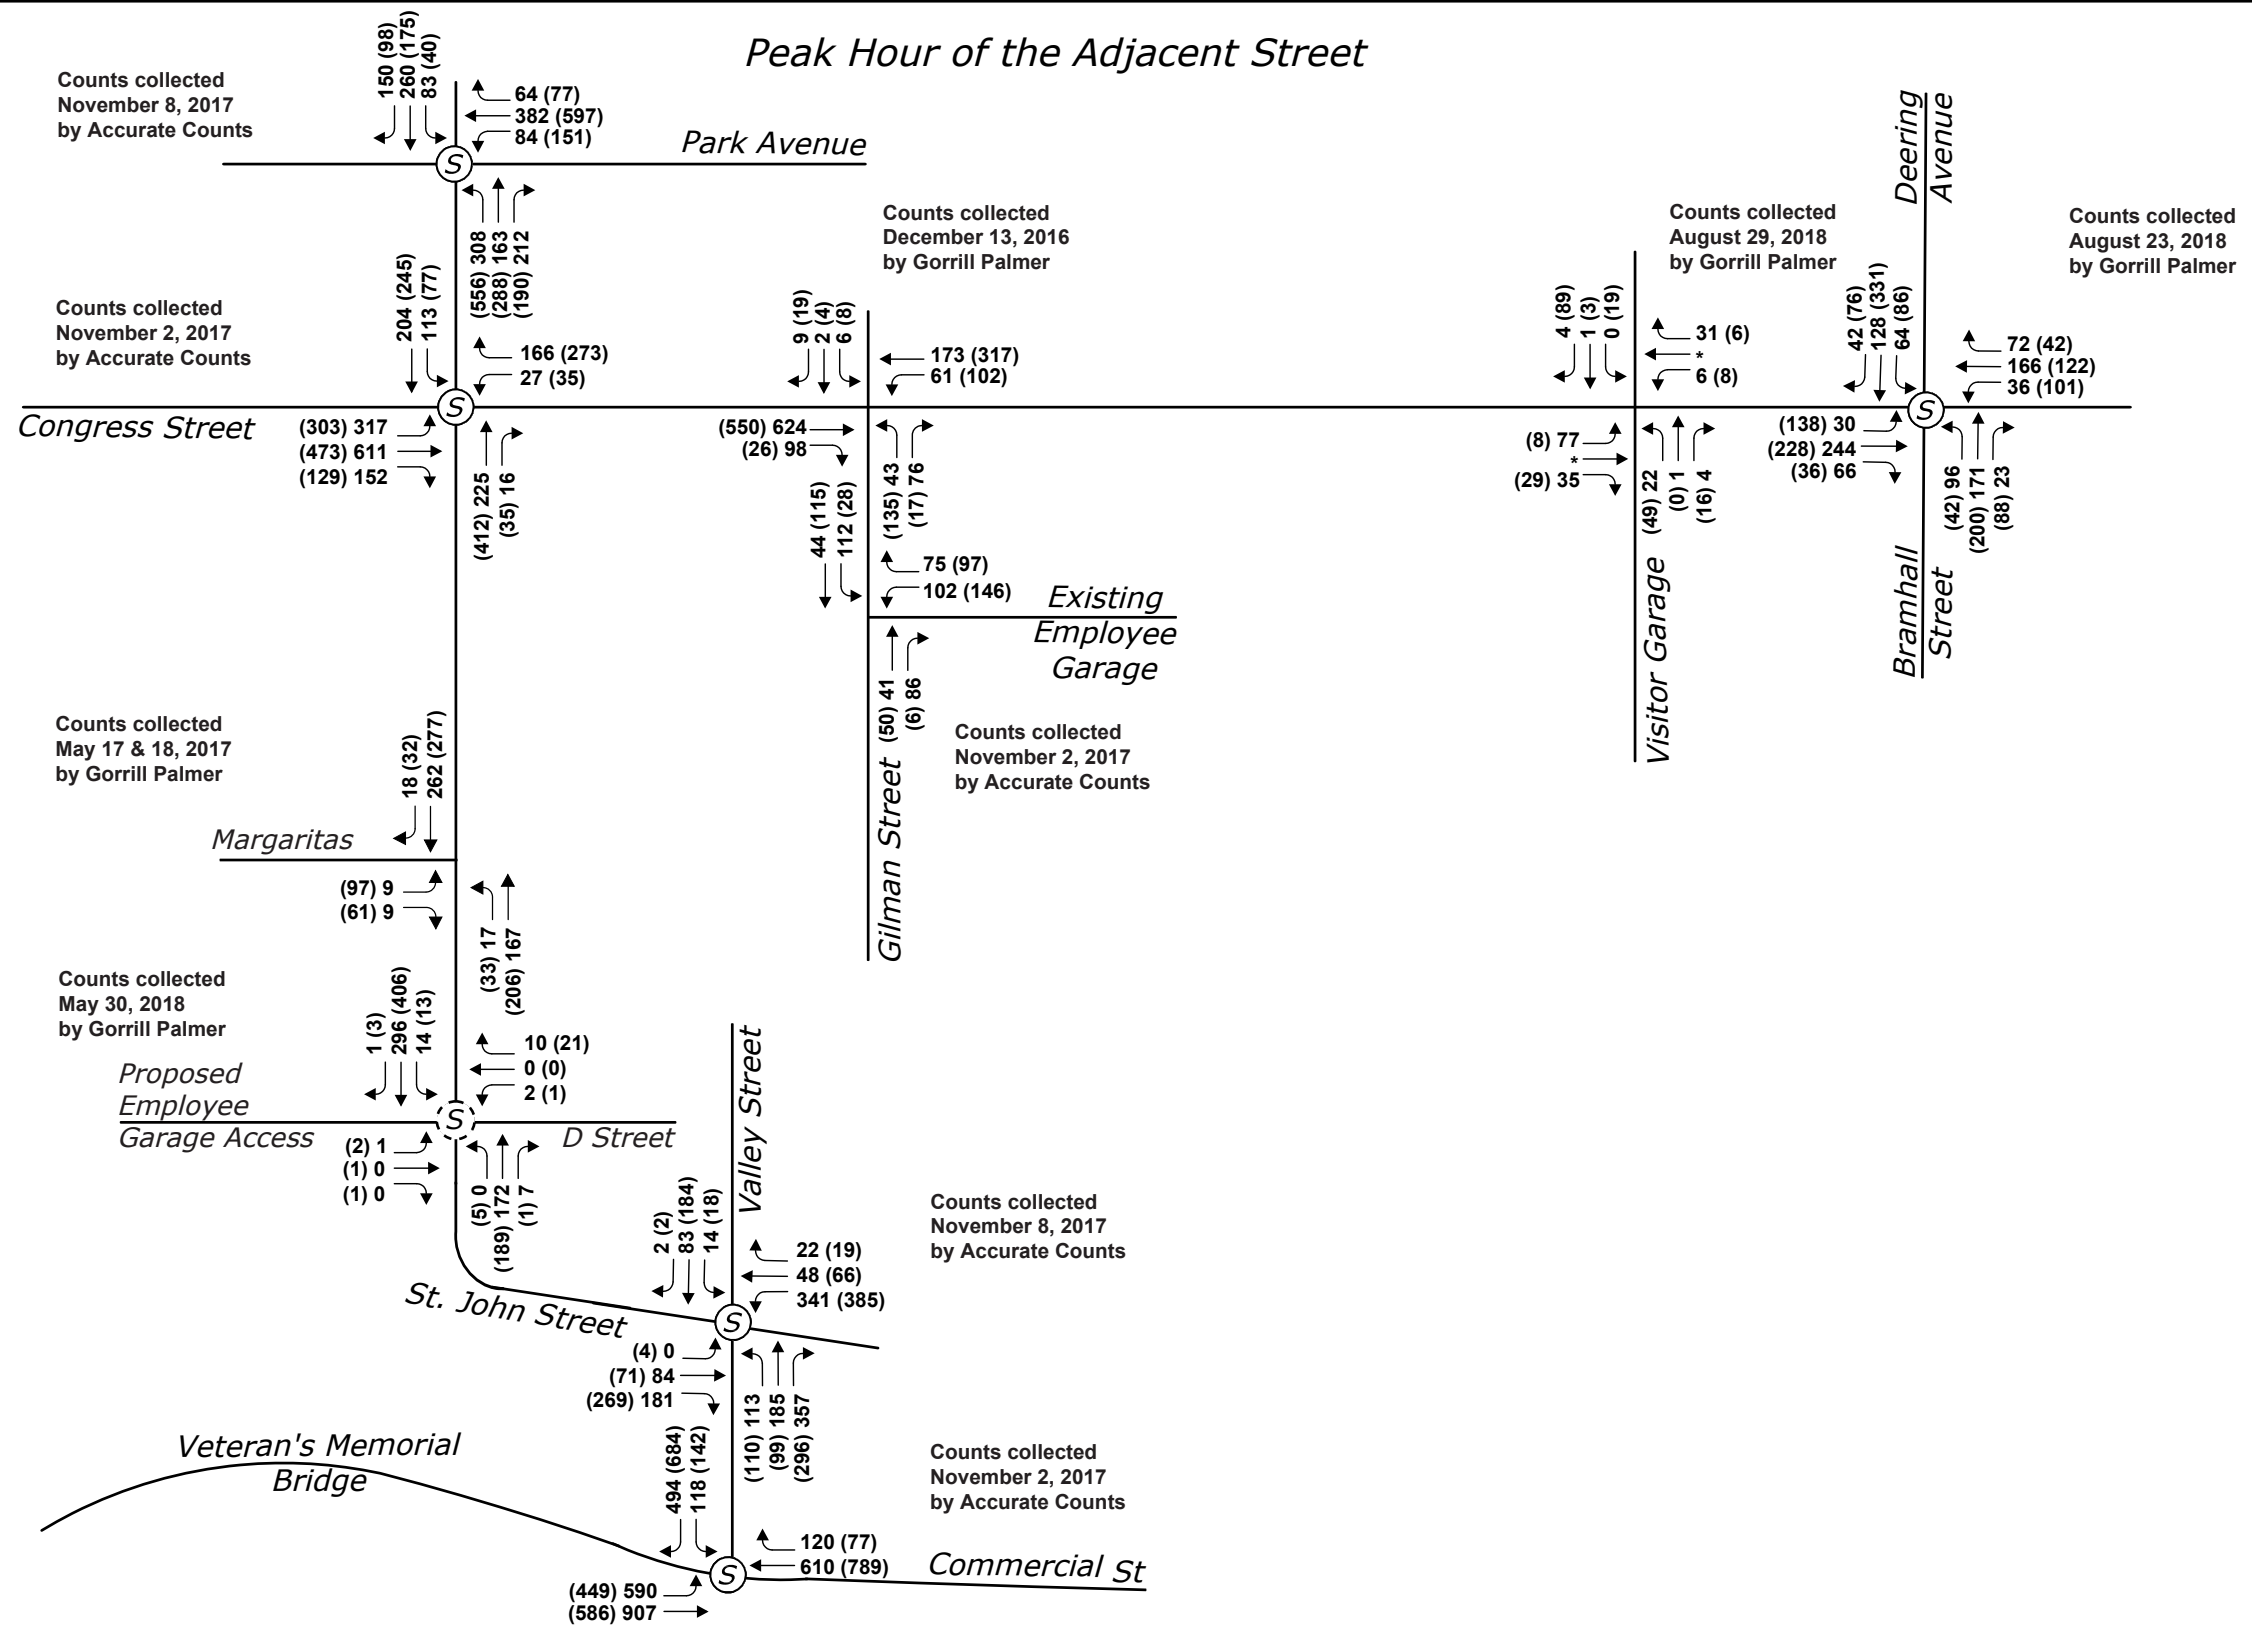 Peak Hour of the Adjacent Street
Counts collected
November 8, 2017
by Accurate Counts
150 (98)
260 (175)
83 (40)
64 (77)
382 (597)
84 (151)
Park Avenue
S
(556) 308
(288) 163
(190) 212
Counts collected
November 2, 2017
by Accurate Counts
204 (245)
113 (77)
166 (273)
27 (35)
S
Congress Street
(303) 317
(473) 611
(129) 152
(412) 225
(35) 16
Counts collected
December 13, 2016
by Gorrill Palmer
9 (19)
2 (4)
6 (8)
173 (317)
61 (102)
(550) 624
(26) 98
(135) 43
(17) 76
44 (115)
112 (28)
75 (97)
102 (146)
Existing
Employee
Garage
(50) 41
(6) 86
Gilman Street
Counts collected
November 2, 2017
by Accurate Counts
Counts collected
August 29, 2018
by Gorrill Palmer
4 (89)
1 (3)
0 (19)
31 (6)
*
6 (8)
(8) 77
*
(29) 35
(49) 22
(0) 1
(16) 4
Visitor Garage
Deering
Avenue
Counts collected
August 23, 2018
by Gorrill Palmer
42 (76)
128 (331)
64 (86)
72 (42)
166 (122)
36 (101)
S
(138) 30
(228) 244
(36) 66
(42) 96
(200) 171
(88) 23
Bramhall
Street
Counts collected
May 17 & 18, 2017
by Gorrill Palmer
18 (32)
262 (277)
Margaritas
(97) 9
(61) 9
(33) 17
(206) 167
Counts collected
May 30, 2018
by Gorrill Palmer
1 (3)
296 (406)
14 (13)
10 (21)
0 (0)
2 (1)
Proposed
Employee
Garage Access
S
D Street
(2) 1
(1) 0
(1) 0
(5) 0
(189) 172
(1) 7
St. John Street
Valley Street
2 (2)
83 (184)
14 (18)
22 (19)
48 (66)
341 (385)
Counts collected
November 8, 2017
by Accurate Counts
S
(4) 0
(71) 84
(269) 181
(110) 113
(99) 185
(296) 357
Veteran's Memorial
Bridge
494 (684)
118 (142)
Counts collected
November 2, 2017
by Accurate Counts
120 (77)
610 (789)
Commercial St
S
(449) 590
(586) 907